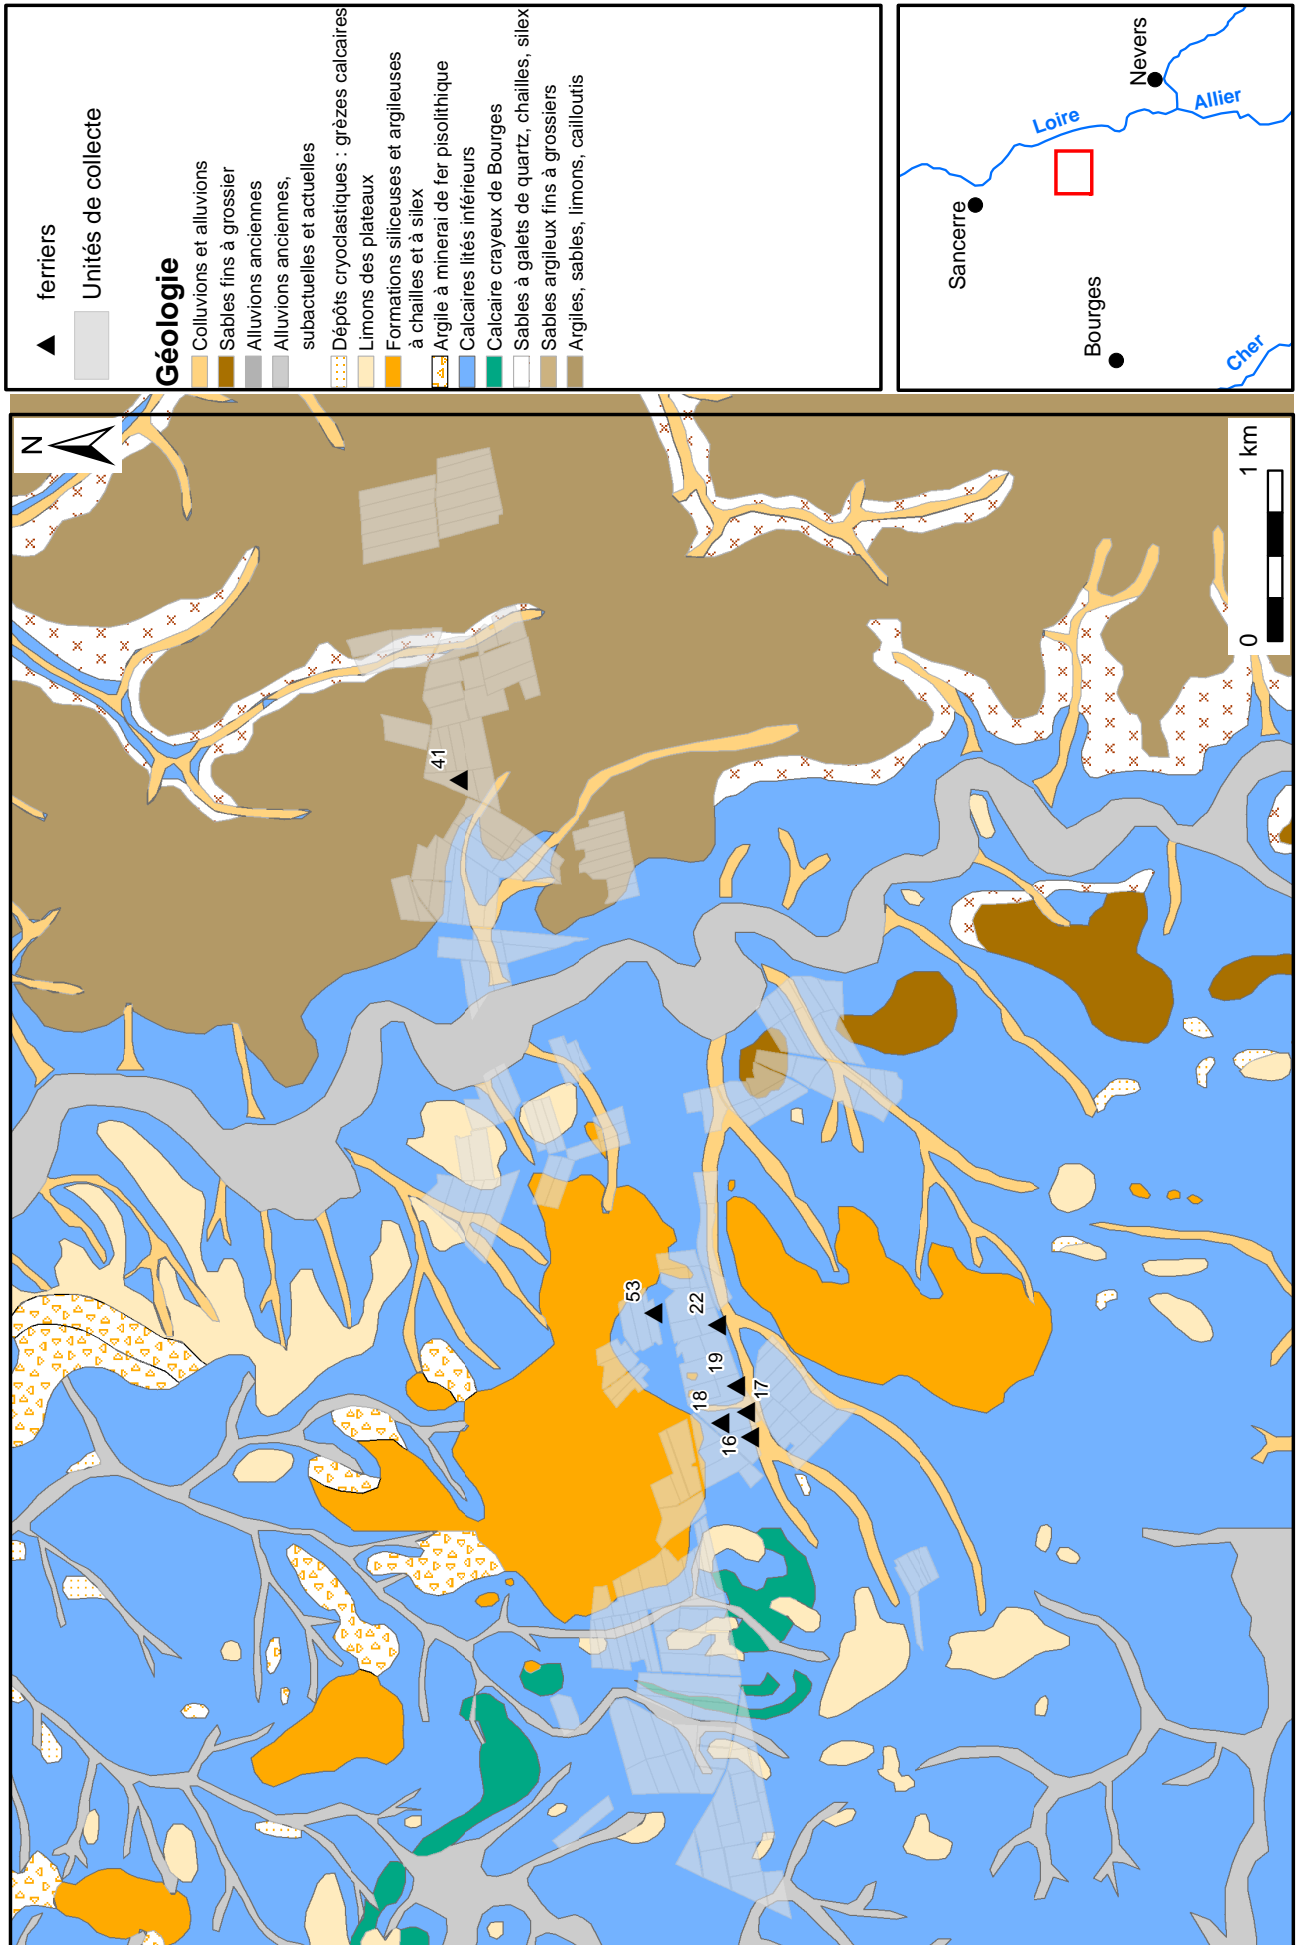 ferriers
Unités de collecte
Géologie
Colluvions et alluvions
Sables fins à grossier
Alluvions anciennes
Alluvions anciennes,
subactuelles et actuelles
Dépôts cryoclastiques : grèzes calcaires
Limons des plateaux
Formations siliceuses et argileuses
à chailles et à silex
Argile à minerai de fer pisolithique
Calcaires lités inférieurs
Calcaire crayeux de Bourges
Sables à galets de quartz, chailles, silex
Sables argileux fins à grossiers
Argiles, sables, limons, cailloutis
Nevers
Allier
Loire
Sancerre
Bourges
Cher
N
0
1 km
41
53
22
19
17
18
16